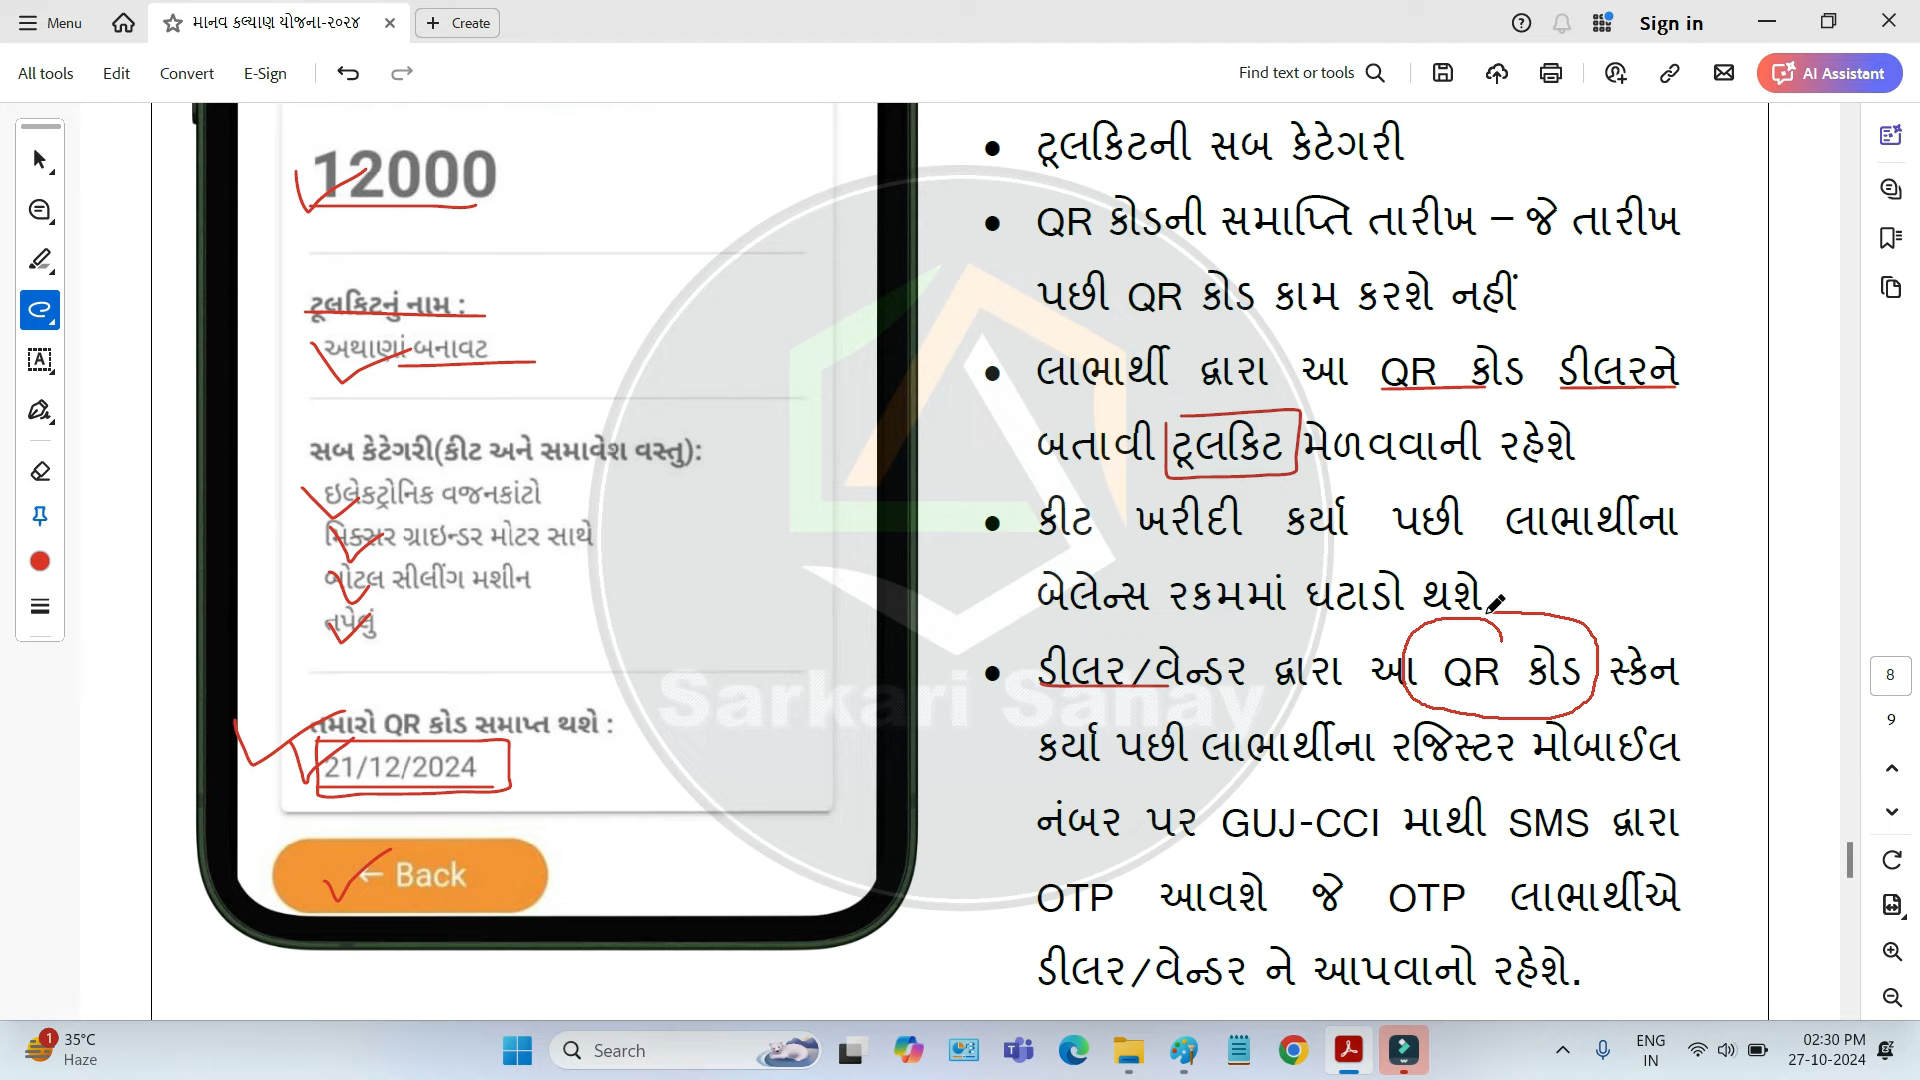 Menu
માનવ કલ્યાણ યોજના-૨૦૨૪
Create
Sign in
All tools
Edit
Convert
E-Sign
Find text or tools
AI Assistant
12000
ટૂલકિટનું નામ :
અથાણાં બનાવટ
સબ કેટેગરી(કીટ અને સમાવેશ વસ્તુ):
ઇલેક્ટ્રોનિક વજનકાંટો
મિક્સર ગ્રાઇન્ડર મોટર સાથે
બોટલ સીલીંગ મશીન
તપેલું
તમારો QR કોડ સમાપ્ત થશે :
21/12/2024
← Back
• ટૂલકિટની સબ કેટેગરી
• QR કોડની સમાપ્તિ તારીખ – જે તારીખ
પછી QR કોડ કામ કરશે નહીં
• લાભાર્થી દ્વારા આ QR કોડ ડીલરને
બતાવી ટૂલકિટ મેળવવાની રહેશે
• કીટ ખરીદી કર્યા પછી લાભાર્થીના
બેલેન્સ રકમમાં ઘટાડો થશે
• ડીલર/વેન્ડર દ્વારા આ QR કોડ સ્કેન
કર્યા પછી લાભાર્થીના રજિસ્ટર મોબાઈલ
નંબર પર GUJ-CCI માથી SMS દ્વારા
OTP આવશે જે OTP લાભાર્થીએ
ડીલર/વેન્ડર ને આપવાનો રહેશે.
Sarkari Sahay
8
9
1
35°C
Haze
Search
ENG
IN
02:30 PM
27-10-2024